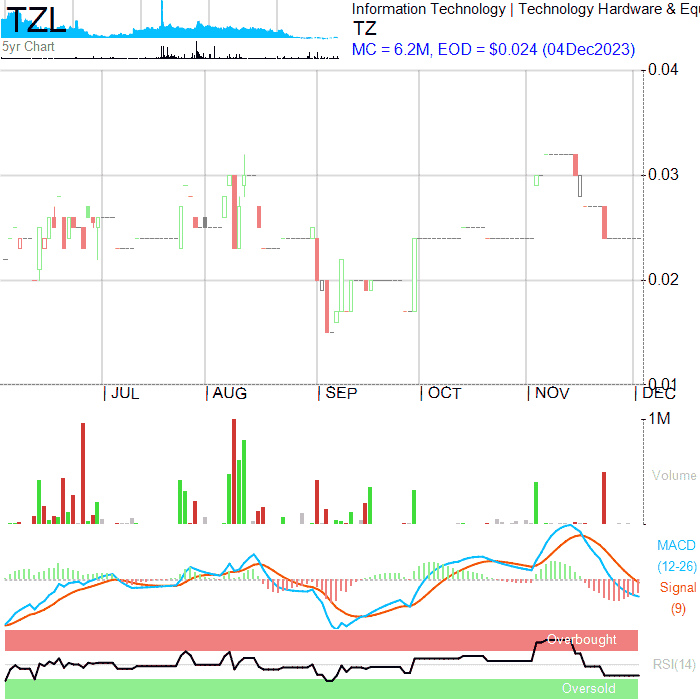 TZL
5yr Chart
Information Technology | Technology Hardware & Equ
TZ
MC = 6.2M, EOD = $0.024 (04Dec2023)
0.04
0.03
0.02
0.01
JUL
AUG
SEP
OCT
NOV
DEC
1M
Volume
MACD
(12-26)
Signal
(9)
Overbought
RSI(14)
Oversold